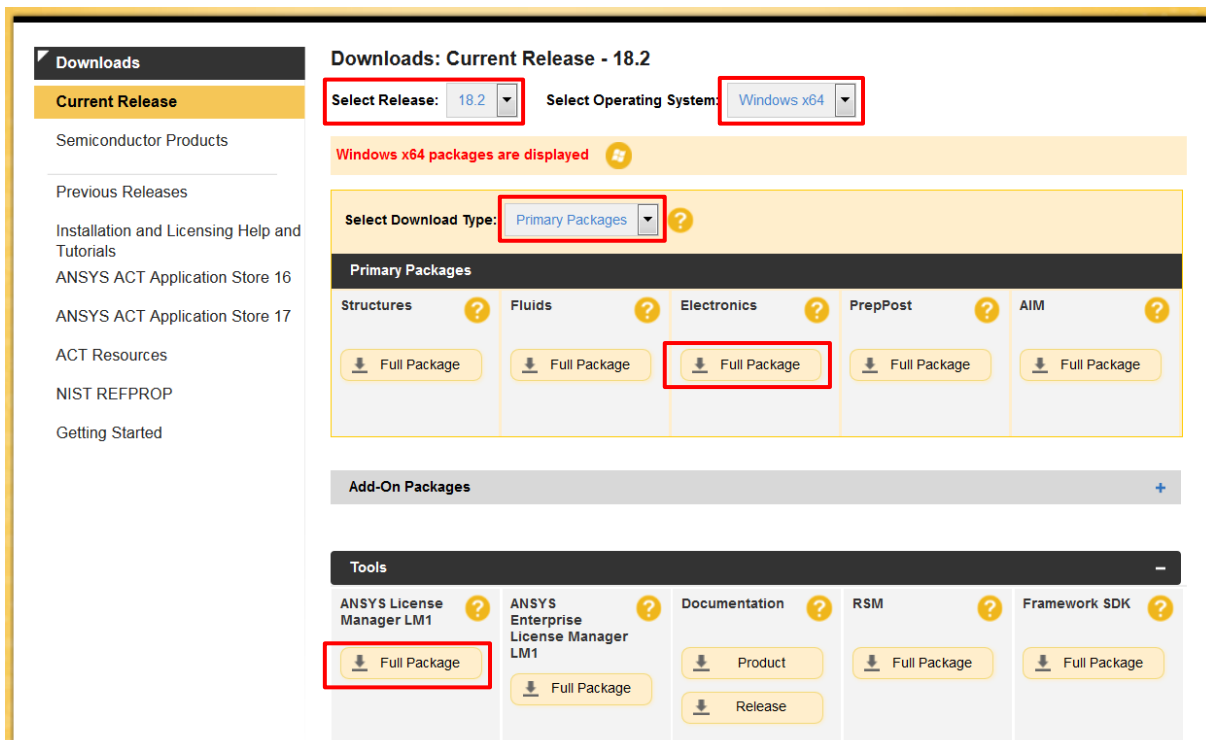 Downloads
Current Release
Semiconductor Products
Previous Releases
Installation and Licensing Help and
Tutorials
ANSYS ACT Application Store 16
ANSYS ACT Application Store 17
ACT Resources
NIST REFPROP
Getting Started
Downloads: Current Release - 18.2
Select Release: 18.2 Select Operating System: Windows x64
Windows x64 packages are displayed
Select Download Type: Primary Packages ?
Primary Packages
Structures ? Fluids ? Electronics ? PrepPost ? AIM ?
Full Package Full Package Full Package Full Package Full Package
Add-On Packages +
Tools −
ANSYS License
Manager LM1 ?
Full Package
ANSYS
Enterprise
License Manager
LM1 ?
Full Package
Documentation ?
Product
Release
RSM ?
Full Package
Framework SDK ?
Full Package